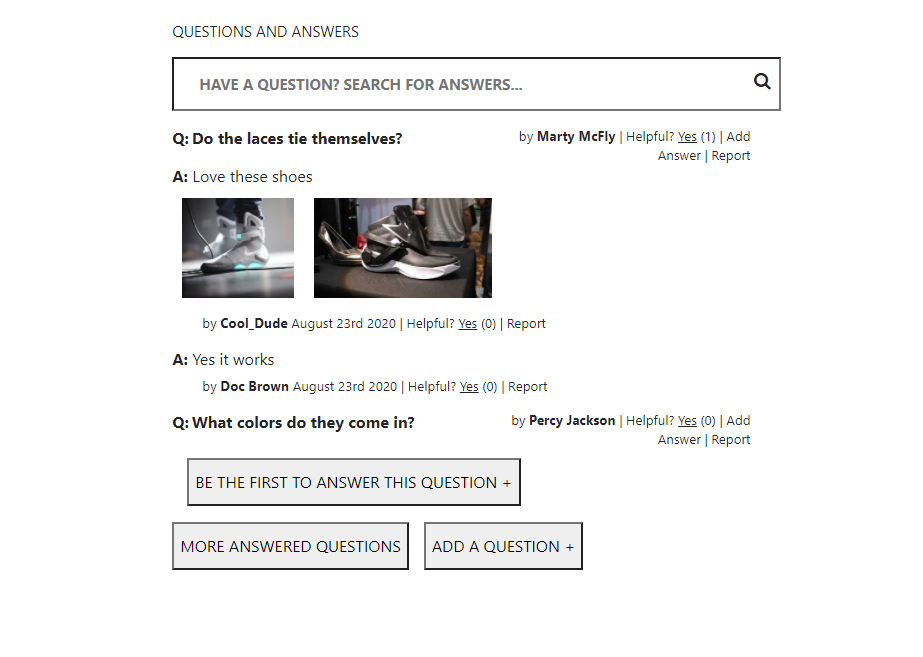 QUESTIONS AND ANSWERS
HAVE A QUESTION? SEARCH FOR ANSWERS...
Q: Do the laces tie themselves?
by Marty McFly | Helpful? Yes (1) | Add
Answer | Report
A: Love these shoes
by Cool_Dude August 23rd 2020 | Helpful? Yes (0) | Report
A: Yes it works
by Doc Brown August 23rd 2020 | Helpful? Yes (0) | Report
Q: What colors do they come in?
by Percy Jackson | Helpful? Yes (0) | Add
Answer | Report
BE THE FIRST TO ANSWER THIS QUESTION +
MORE ANSWERED QUESTIONS
ADD A QUESTION +